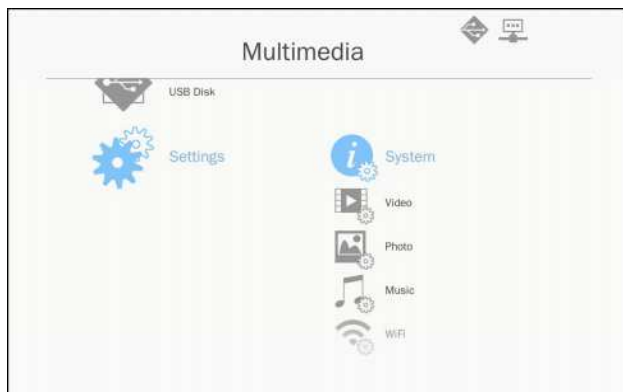 Multimedia
USB Disk
Settings
System
Video
Photo
Music
WiFi